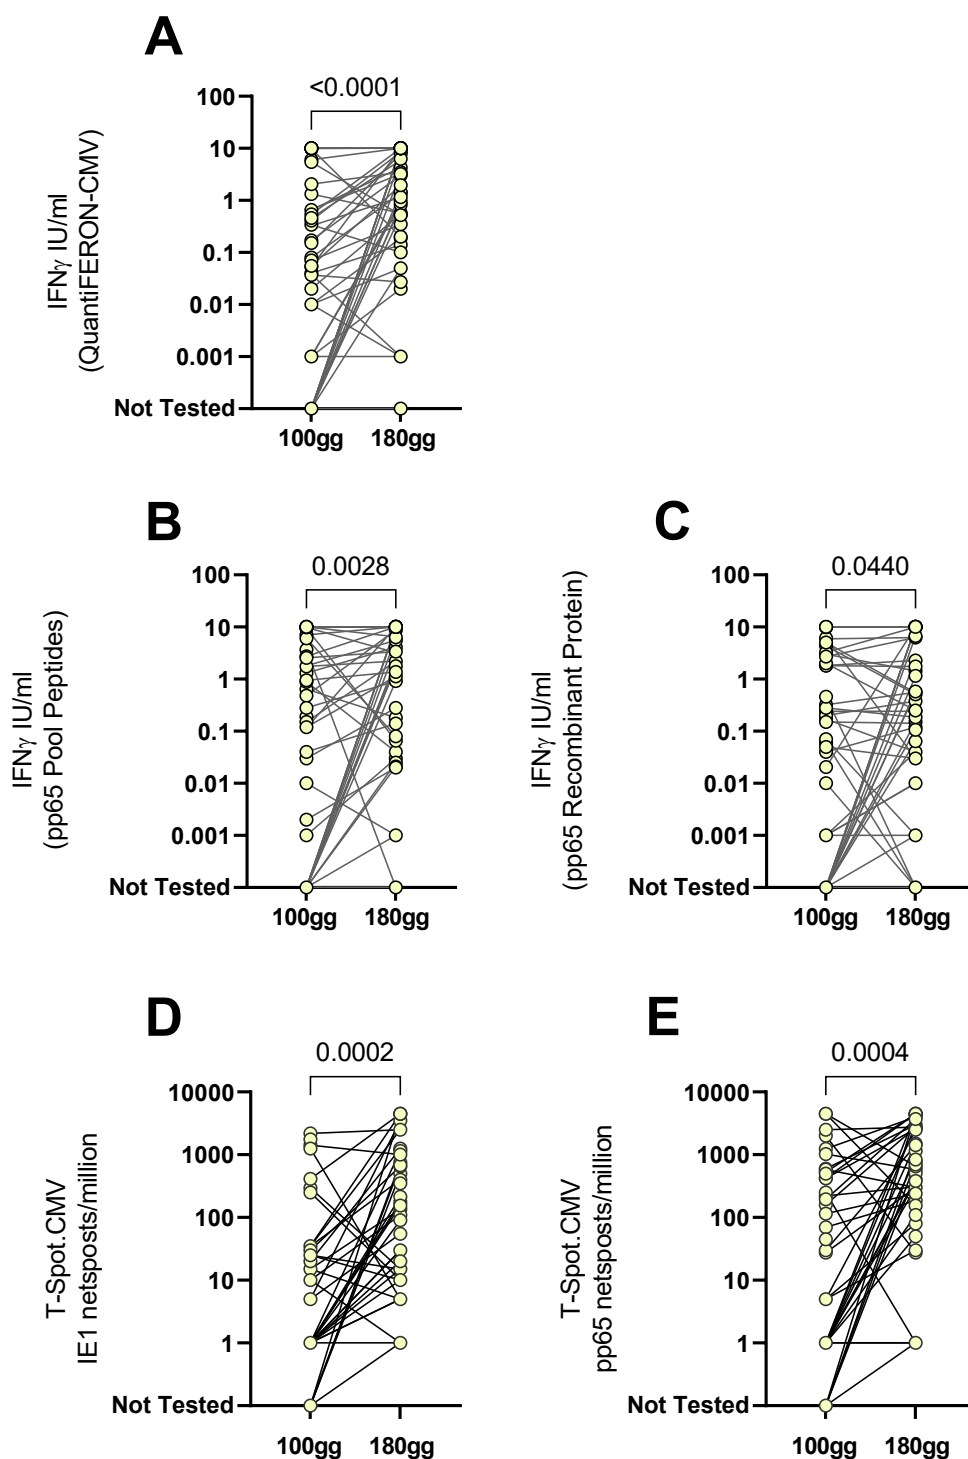 A
<0.0001
100
10
1
0.1
0.01
0.001
Not Tested
IFNγ IU/ml
(QuantiFERON-CMV)
100gg 180gg
B
0.0028
100
10
1
0.1
0.01
0.001
Not Tested
IFNγ IU/ml
(pp65 Pool Peptides)
100gg 180gg
C
0.0440
100
10
1
0.1
0.01
0.001
Not Tested
IFNγ IU/ml
(pp65 Recombinant Protein)
100gg 180gg
D
0.0002
10000
1000
100
10
1
Not Tested
T-Spot.CMV
IE1 netsposts/million
100gg 180gg
E
0.0004
10000
1000
100
10
1
Not Tested
T-Spot.CMV
pp65 netsposts/million
100gg 180gg